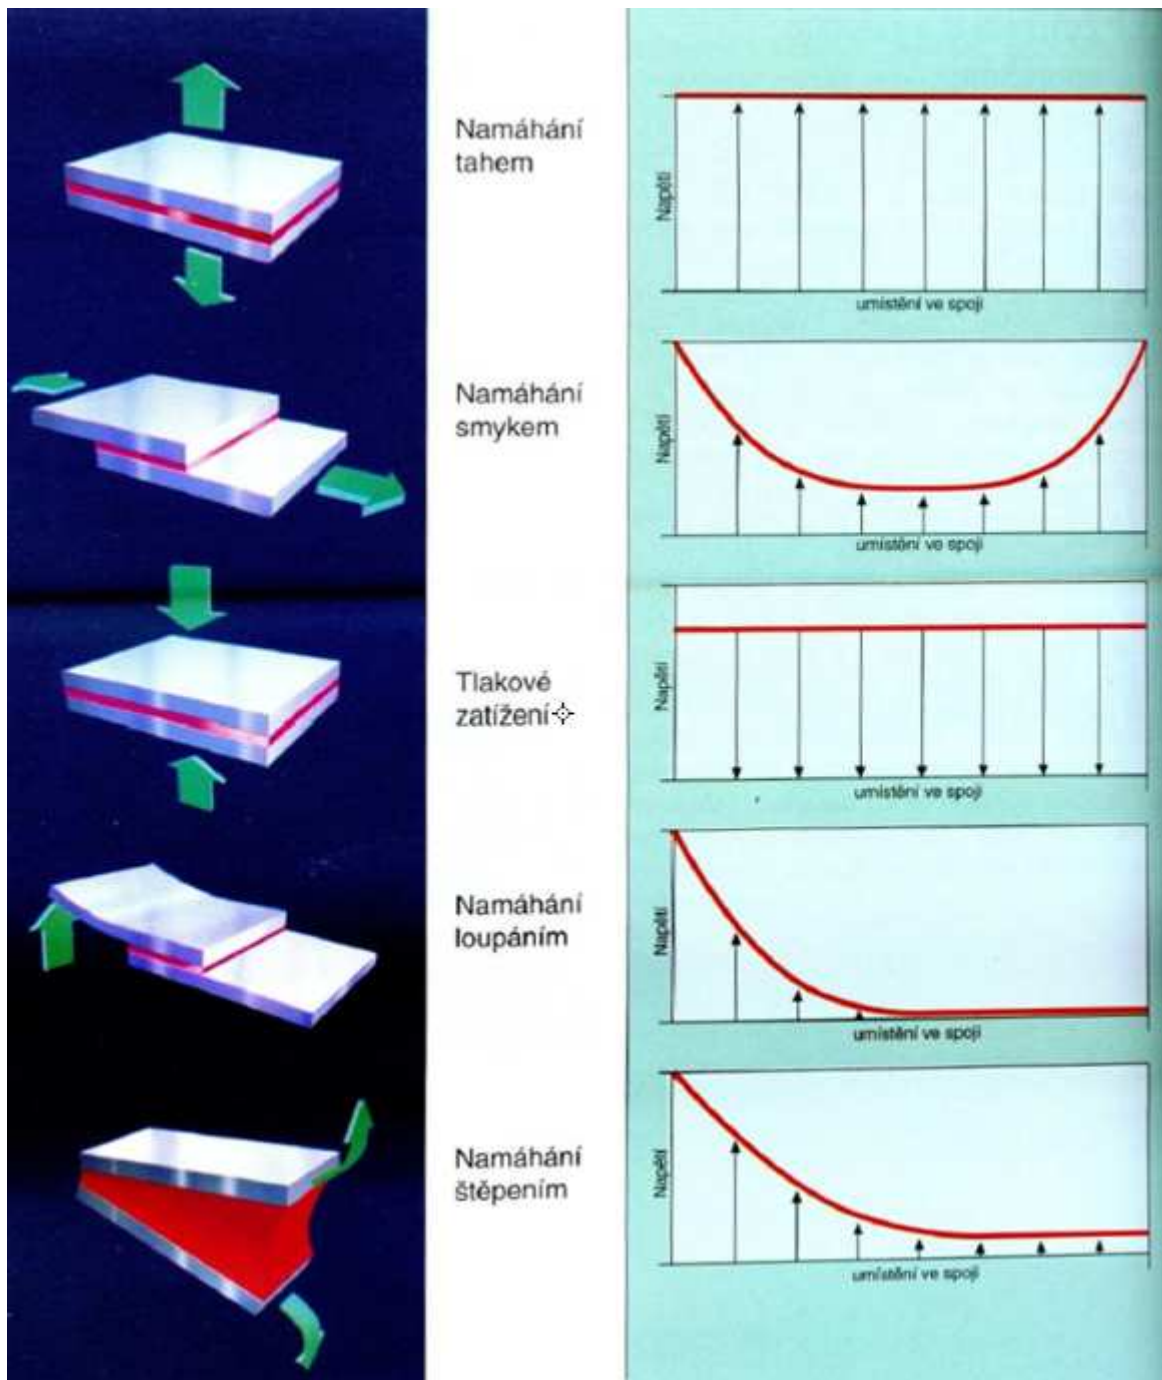 Namáhání
tahem
Napětí
umístění ve spoji
Namáhání
smykem
Napětí
umístění ve spoji
Tlakové
zatížení
Napětí
umístění ve spoji
Namáhání
loupáním
Napětí
umístění ve spoji
Namáhání
štěpením
Napětí
umístění ve spoji